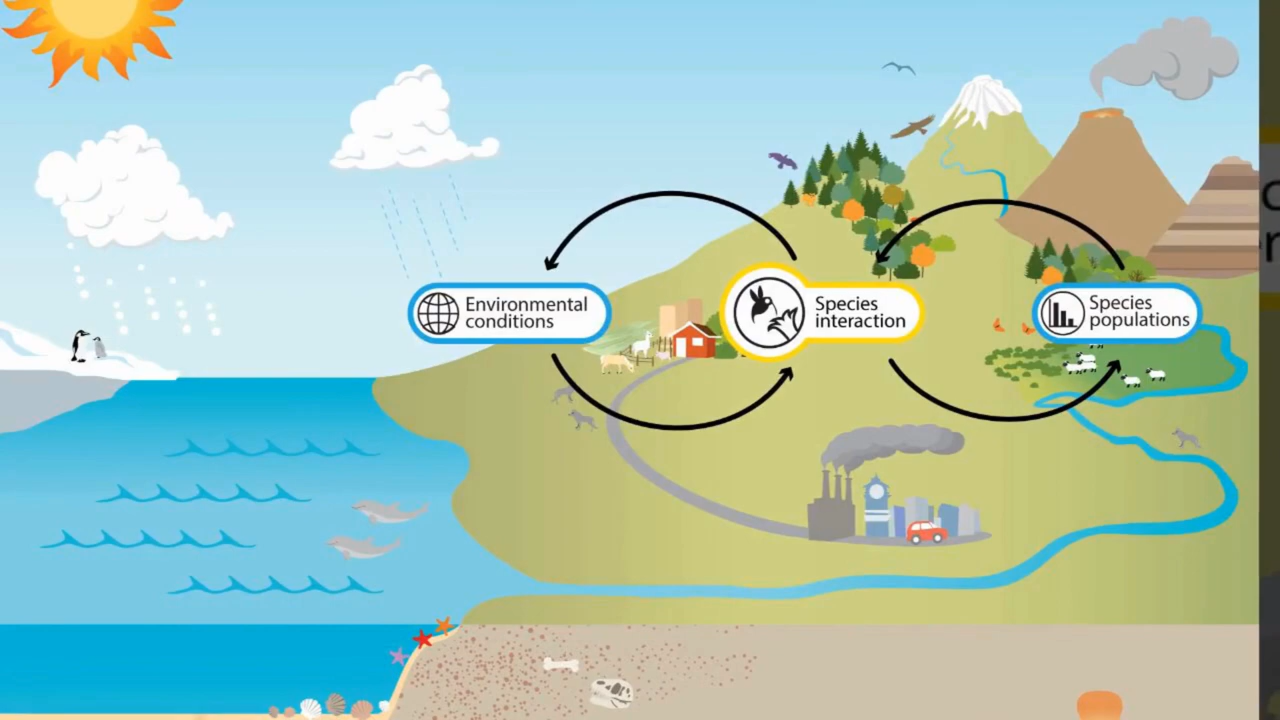 Environmental
conditions
Species
interaction
Species
populations